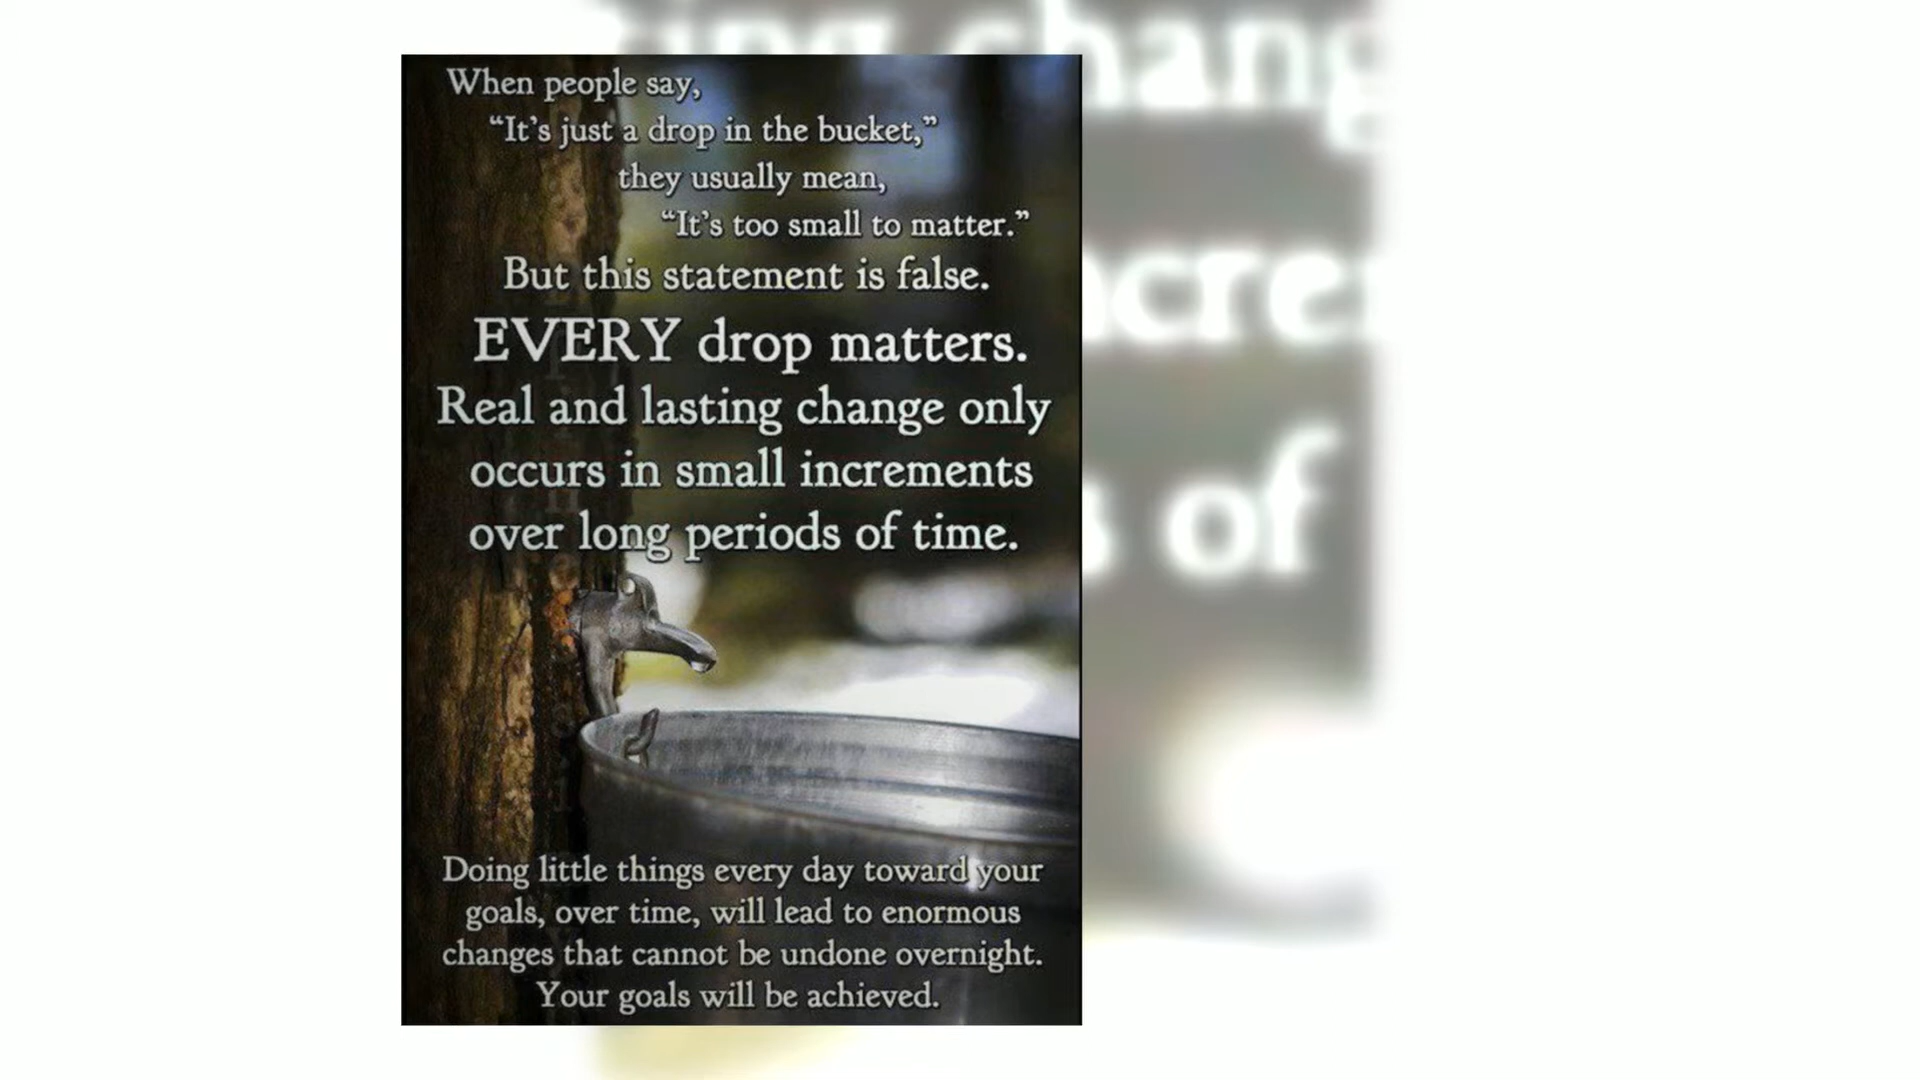 When people say,
“It’s just a drop in the bucket,”
they usually mean,
“It’s too small to matter.”
But this statement is false.
EVERY drop matters.
Real and lasting change only
occurs in small increments
over long periods of time.
Doing little things every day toward your
goals, over time, will lead to enormous
changes that cannot be undone overnight.
Your goals will be achieved.